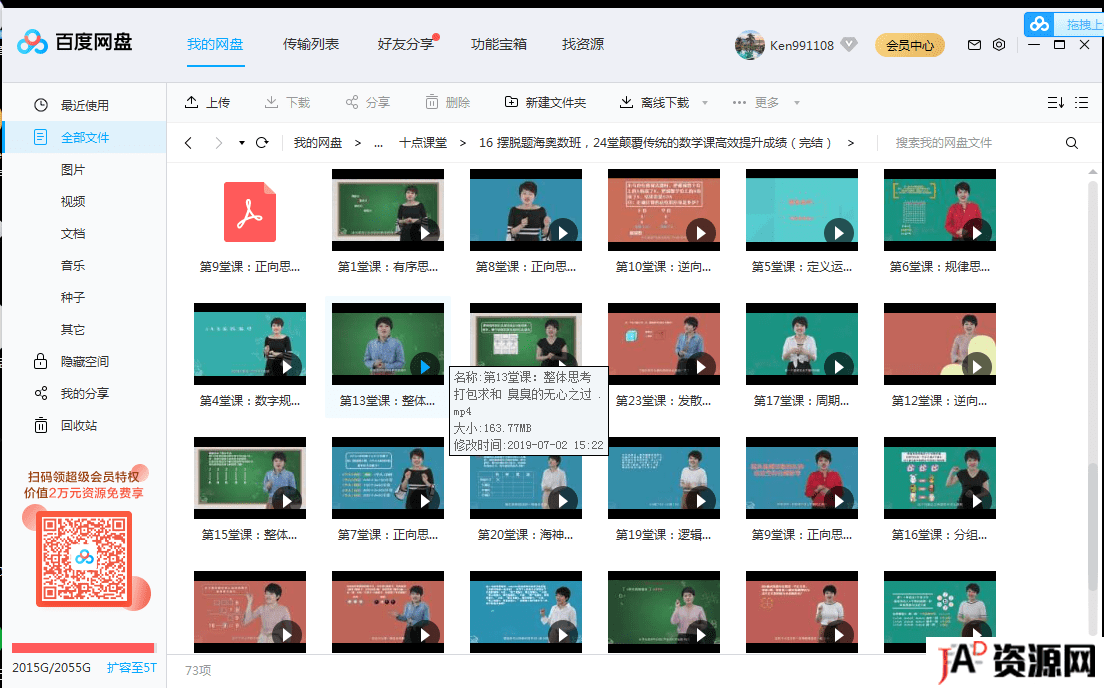 百度网盘
我的网盘
传输列表
好友分享
功能宝箱
找资源
Ken991108
会员中心
拖拽上
最近使用
全部文件
图片
视频
文档
音乐
种子
其它
隐藏空间
我的分享
回收站
扫码领超级会员特权
价值2万元资源免费享
2015G/2055G 扩容至5T
上传
下载
分享
删除
新建文件夹
离线下载
更多
我的网盘 > ... 十点课堂 > 16 摆脱题海奥数班，24堂颠覆传统的数学课高效提升成绩（完结） >
搜索我的网盘文件
第9堂课：正向思...
第1堂课：有序思...
第8堂课：正向思...
第10堂课：逆向...
第5堂课：定义运...
第6堂课：规律思...
第4堂课：数字规...
第13堂课：整体...
第23堂课：发散...
第17堂课：周期...
第12堂课：逆向...
名称:第13堂课: 整体思考
打包求和 臭臭的无心之过 .
mp4
大小:163.77MB
修改时间:2019-07-02 15:22
第15堂课：整体...
第7堂课：正向思...
第20堂课：海神...
第19堂课：逻辑...
第9堂课：正向思...
第16堂课：分组...
73项
JAD资源网